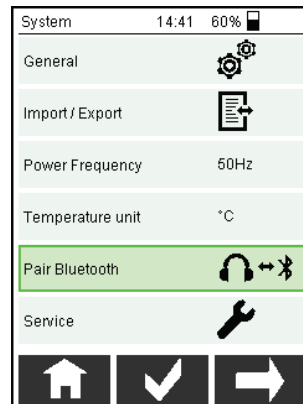 System 14:41 60%
General
Import / Export
Power Frequency 50Hz
Temperature unit °C
Pair Bluetooth
Service